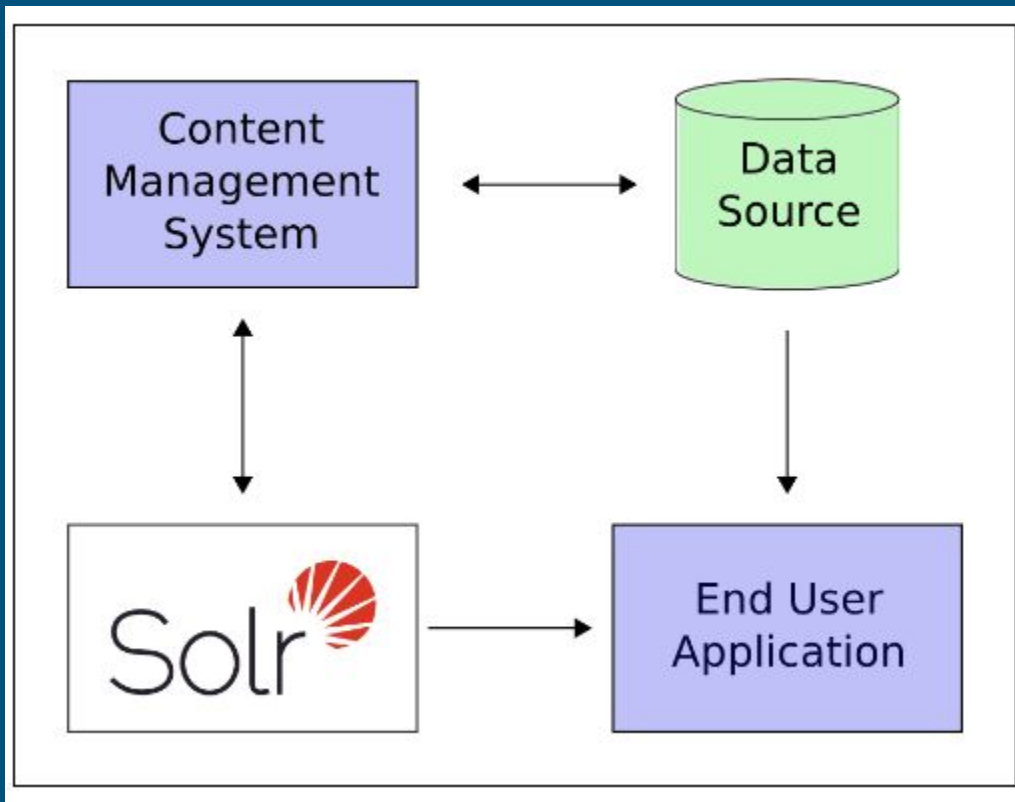 Content
Management
System
Data
Source
Solr
End User
Application